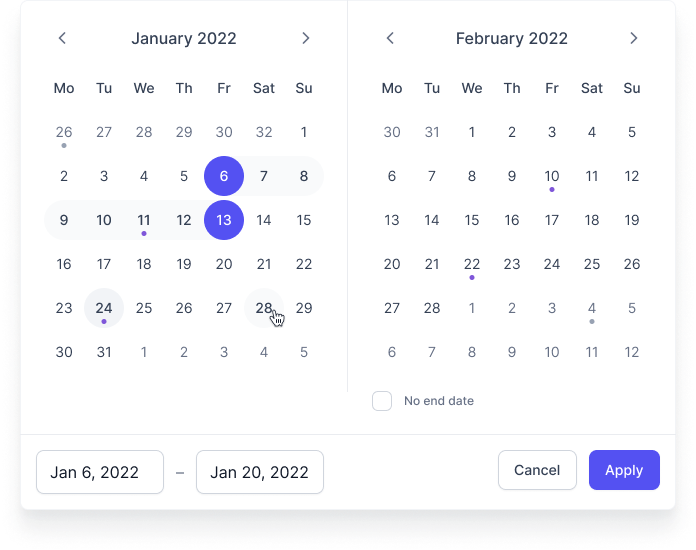 January 2022
Mo Tu We Th Fr Sat Su
26 27 28 29 30 32 1
2 3 4 5 6 7 8
9 10 11 12 13 14 15
16 17 18 19 20 21 22
23 24 25 26 27 28 29
30 31 1 2 3 4 5
February 2022
Mo Tu We Th Fr Sat Su
30 31 1 2 3 4 5
6 7 8 9 10 11 12
13 14 15 16 17 18 19
20 21 22 23 24 25 26
27 28 1 2 3 4 5
6 7 8 9 10 11 12
No end date
Jan 6, 2022 – Jan 20, 2022 Cancel Apply